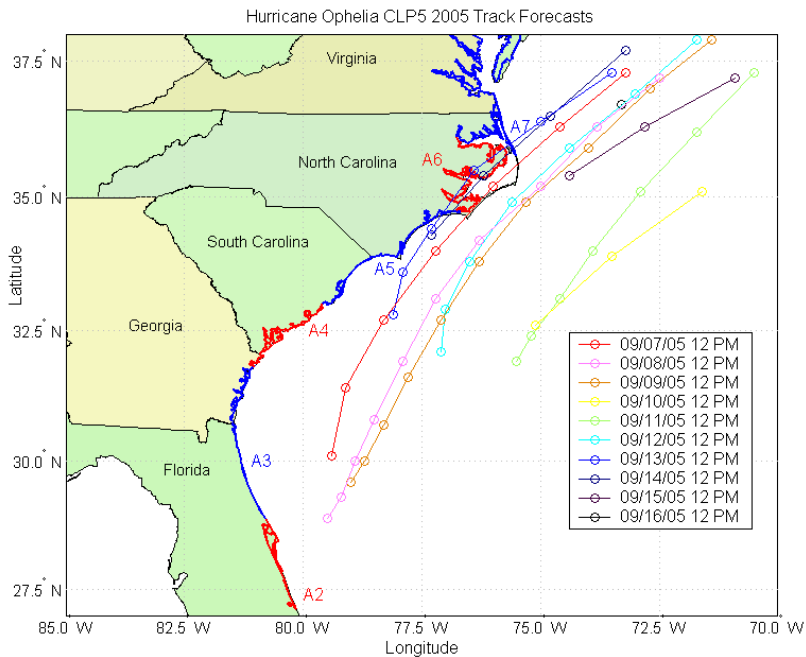 Hurricane Ophelia CLP5 2005 Track Forecasts
37.5° N
35.0° N
32.5° N
30.0° N
27.5° N
Latitude
Virginia
North Carolina
South Carolina
Georgia
Florida
A7
A6
A5
A4
A3
A2
09/07/05 12 PM
09/08/05 12 PM
09/09/05 12 PM
09/10/05 12 PM
09/11/05 12 PM
09/12/05 12 PM
09/13/05 12 PM
09/14/05 12 PM
09/15/05 12 PM
09/16/05 12 PM
85.0° W 82.5° W 80.0° W 77.5° W 75.0° W 72.5° W 70.0° W
Longitude